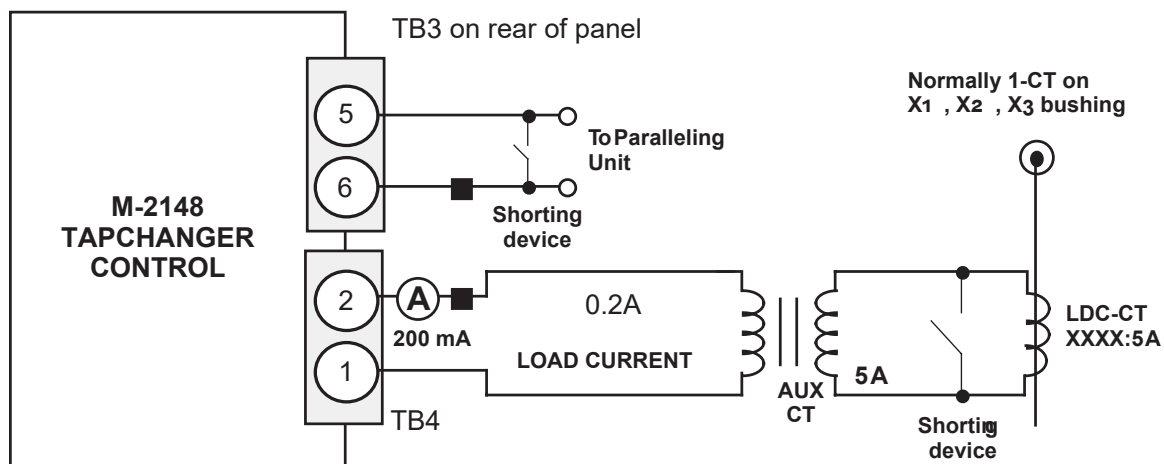 TB3 on rear of panel
Normally 1-CT on
X1 , X2 , X3 bushing
5
To Paralleling
Unit
6
Shorting
device
M-2148
TAPCHANGER
CONTROL
2
A
200 mA
0.2A
LOAD CURRENT
1
TB4
AUX
CT
5A
LDC-CT
XXXX:5A
Shorting
device